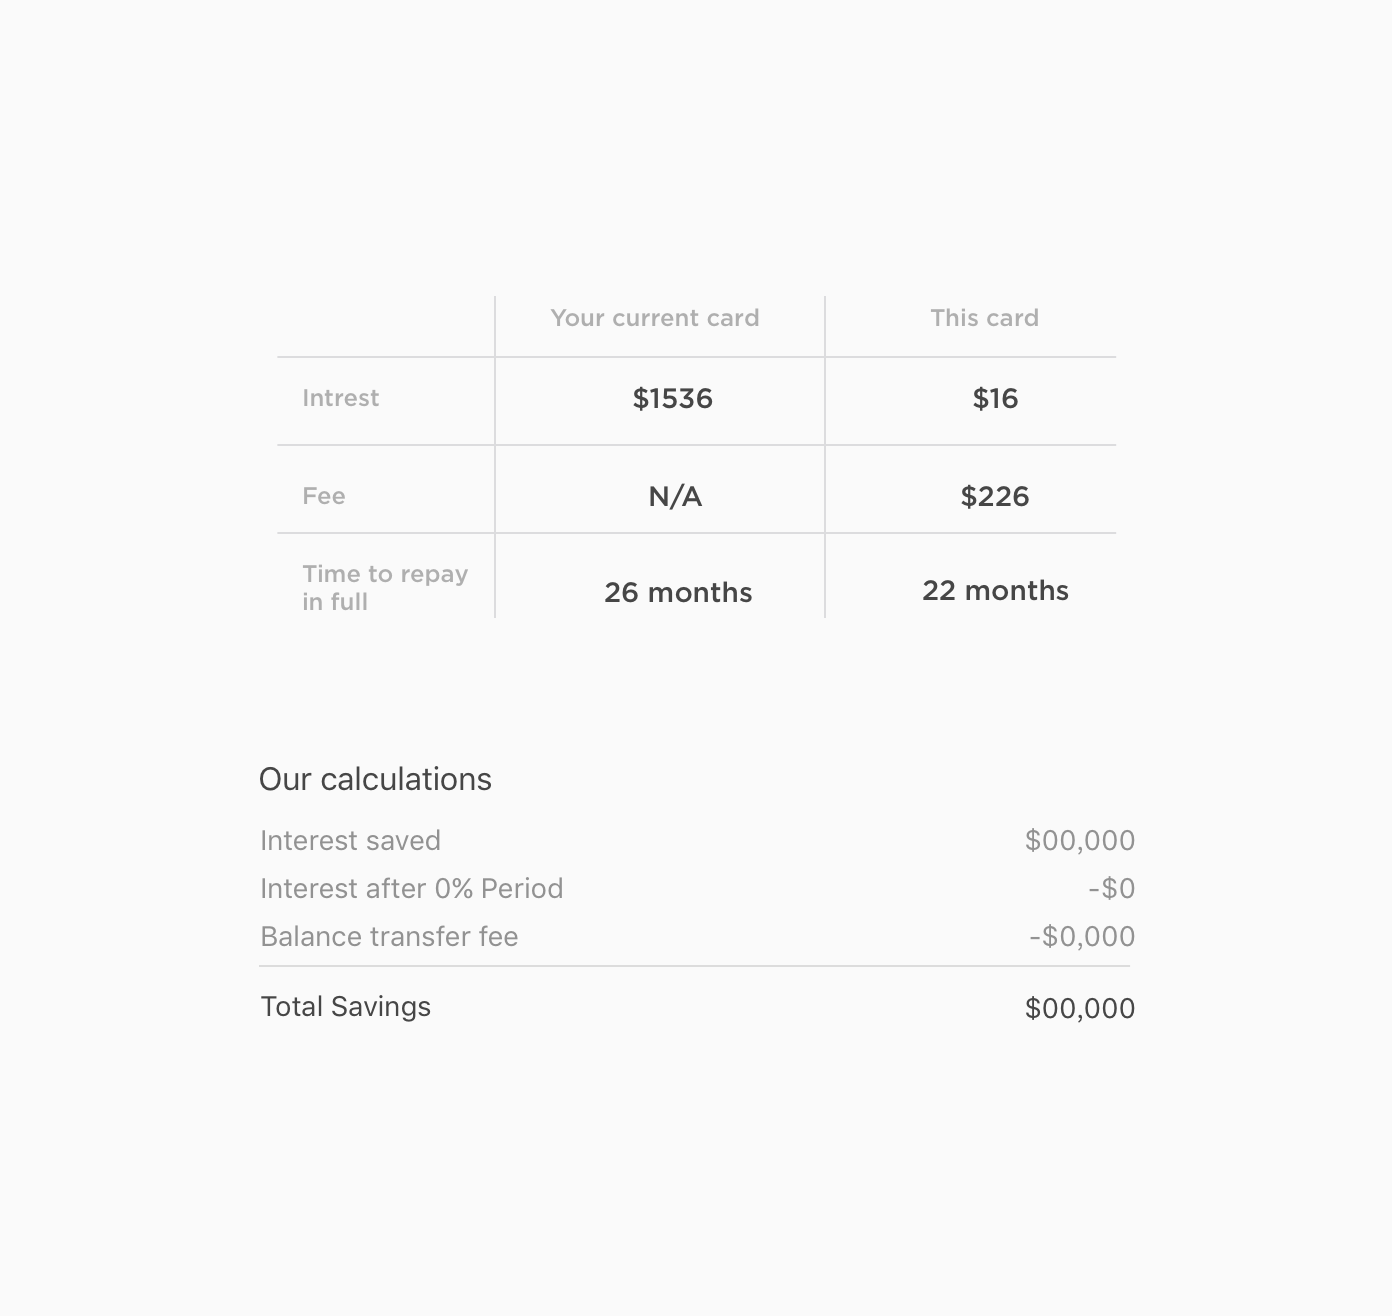 Your current card This card
Intrest $1536 $16
Fee N/A $226
Time to repay
in full
26 months 22 months
Our calculations
Interest saved $00,000
Interest after 0% Period -$0
Balance transfer fee -$0,000
Total Savings $00,000